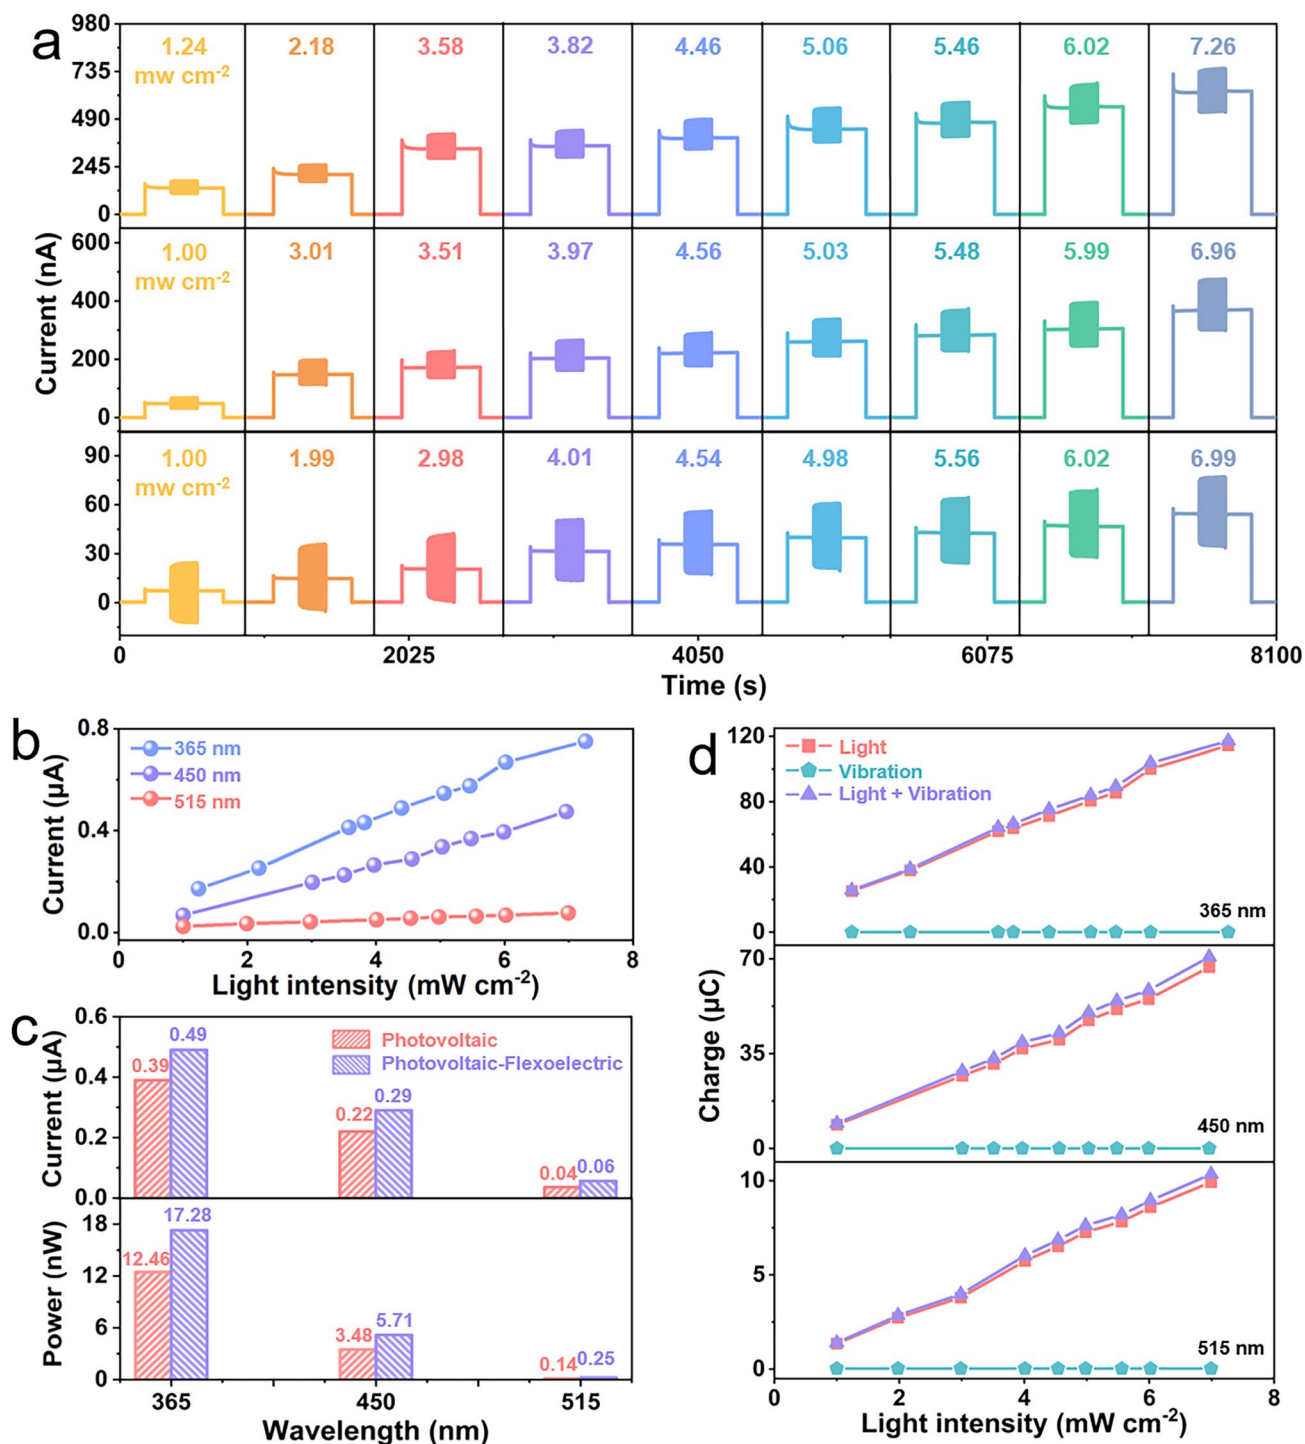 a
980
1.24 2.18 3.58 3.82 4.46 5.06 5.46 6.02 7.26
mw cm-2
735
490
245
0
600
1.00 3.01 3.51 3.97 4.56 5.03 5.48 5.99 6.96
mw cm-2
400
200
0
Current (nA)
90
1.00 1.99 2.98 4.01 4.54 4.98 5.56 6.02 6.99
mw cm-2
60
30
0
0 2025 4050 6075 8100
Time (s)
b
0.8
365 nm
450 nm
515 nm
0.4
0.0
Current (μA)
0 2 4 6 8
Light intensity (mW cm-2)
c
0.6
0.4
0.2
0.0
Current (μA)
Photovoltaic
Photovoltaic-Flexoelectric
0.39 0.49
0.22 0.29
0.04 0.06
18
12
6
0
Power (nW)
12.46 17.28
3.48 5.71
0.14 0.25
365 450 515
Wavelength (nm)
d
120
80
40
0
Light
Vibration
Light + Vibration
365 nm
70
35
0
Charge (μC)
450 nm
10
5
0
515 nm
0 2 4 6 8
Light intensity (mW cm-2)